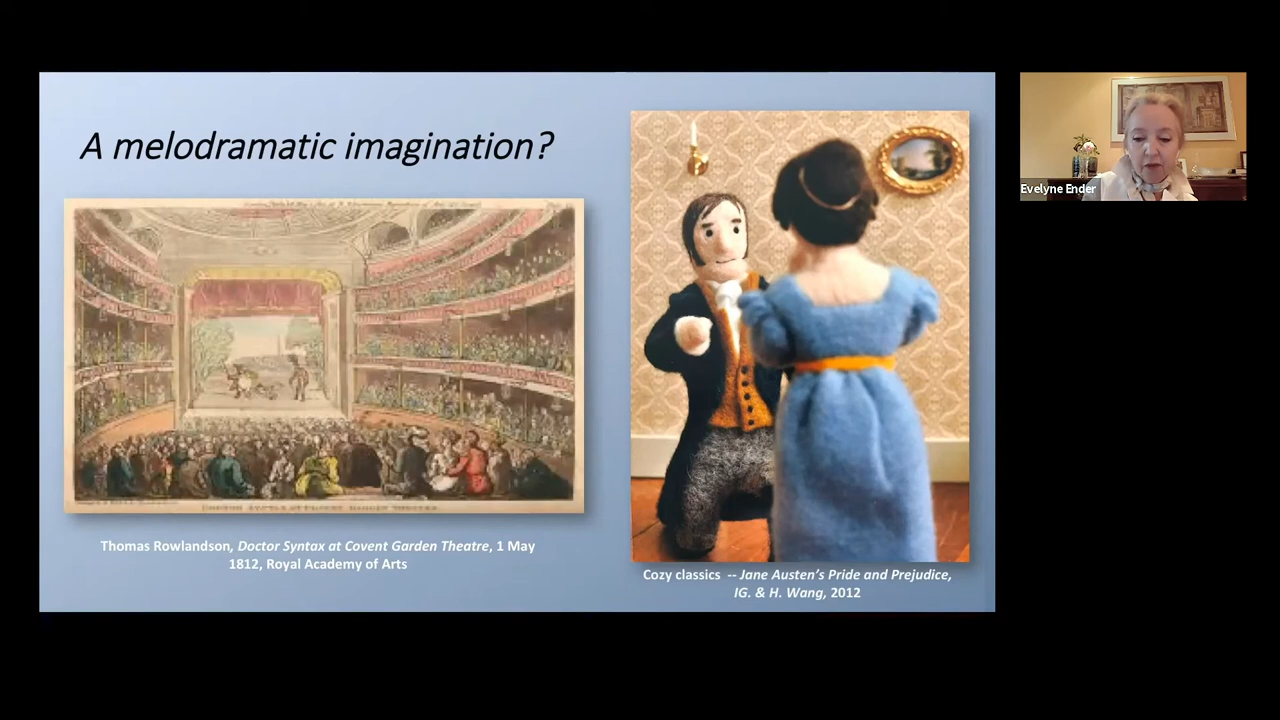 A melodramatic imagination?
Thomas Rowlandson, Doctor Syntax at Covent Garden Theatre, 1 May
1812, Royal Academy of Arts
Cozy classics -- Jane Austen's Pride and Prejudice,
IG. & H. Wang, 2012
Evelyne Ender